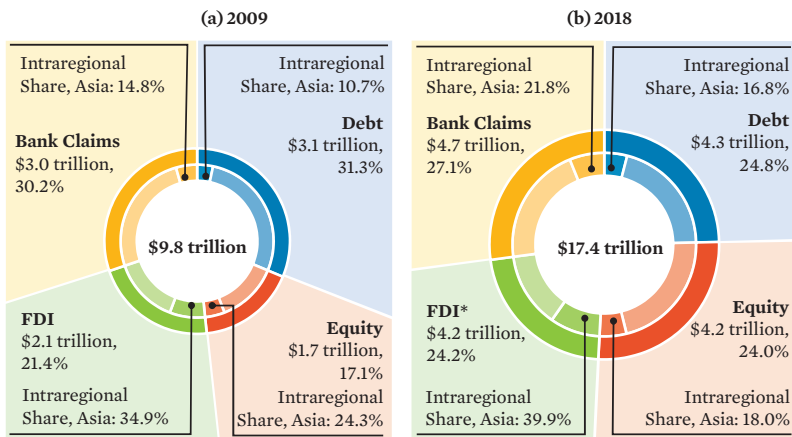 (a) 2009
Intraregional
Share, Asia: 14.8%
Intraregional
Share, Asia: 10.7%
Bank Claims
$3.0 trillion,
30.2%
Debt
$3.1 trillion,
31.3%
$9.8 trillion
FDI
$2.1 trillion,
21.4%
Equity
$1.7 trillion,
17.1%
Intraregional
Share, Asia: 34.9%
Intraregional
Share, Asia: 24.3%
(b) 2018
Intraregional
Share, Asia: 21.8%
Intraregional
Share, Asia: 16.8%
Bank Claims
$4.7 trillion,
27.1%
Debt
$4.3 trillion,
24.8%
$17.4 trillion
FDI*
$4.2 trillion,
24.2%
Equity
$4.2 trillion,
24.0%
Intraregional
Share, Asia: 39.9%
Intraregional
Share, Asia: 18.0%